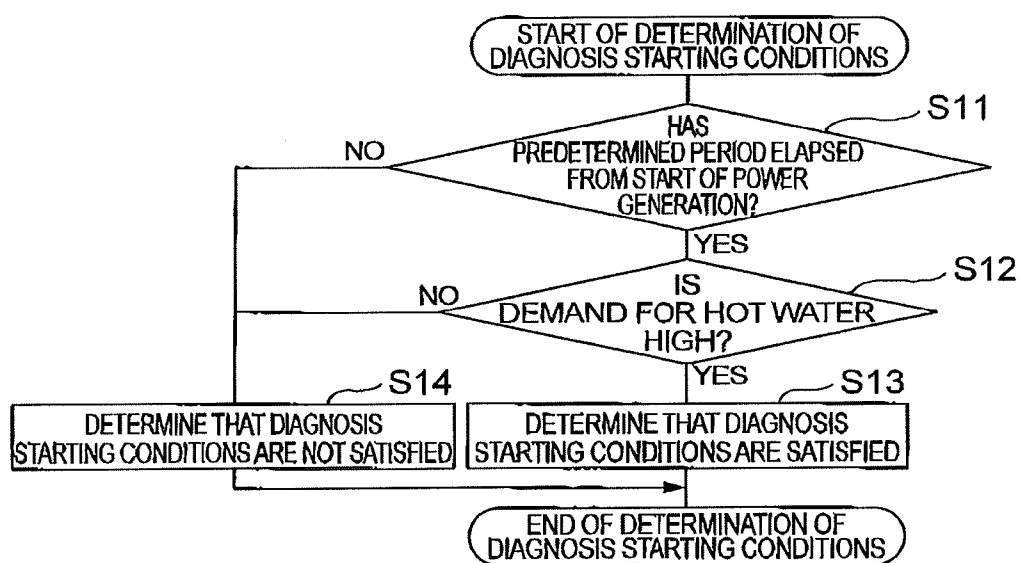 START OF DETERMINATION OF
DIAGNOSIS STARTING CONDITIONS
S11
HAS
PREDETERMINED PERIOD ELAPSED
FROM START OF POWER
GENERATION?
NO
YES
S12
IS
DEMAND FOR HOT WATER
HIGH?
NO
YES
S14
DETERMINE THAT DIAGNOSIS
STARTING CONDITIONS ARE NOT SATISFIED
S13
DETERMINE THAT DIAGNOSIS
STARTING CONDITIONS ARE SATISFIED
END OF DETERMINATION OF
DIAGNOSIS STARTING CONDITIONS